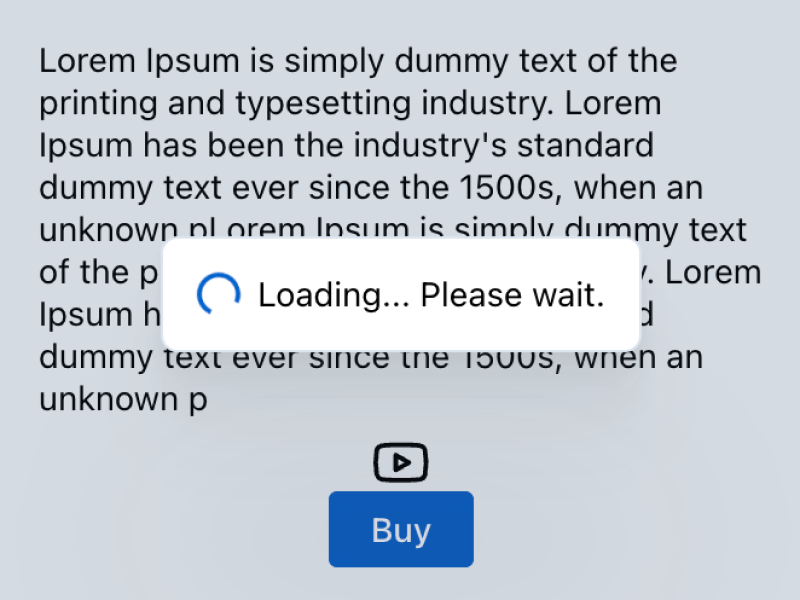 Lorem Ipsum is simply dummy text of the
printing and typesetting industry. Lorem
Ipsum has been the industry's standard
dummy text ever since the 1500s, when an
unknown pLorem Ipsum is simply dummy text
of the p
. Lorem
Loading... Please wait.
Ipsum
dummy text ever since the 1500s, when an
unknown p
Buy